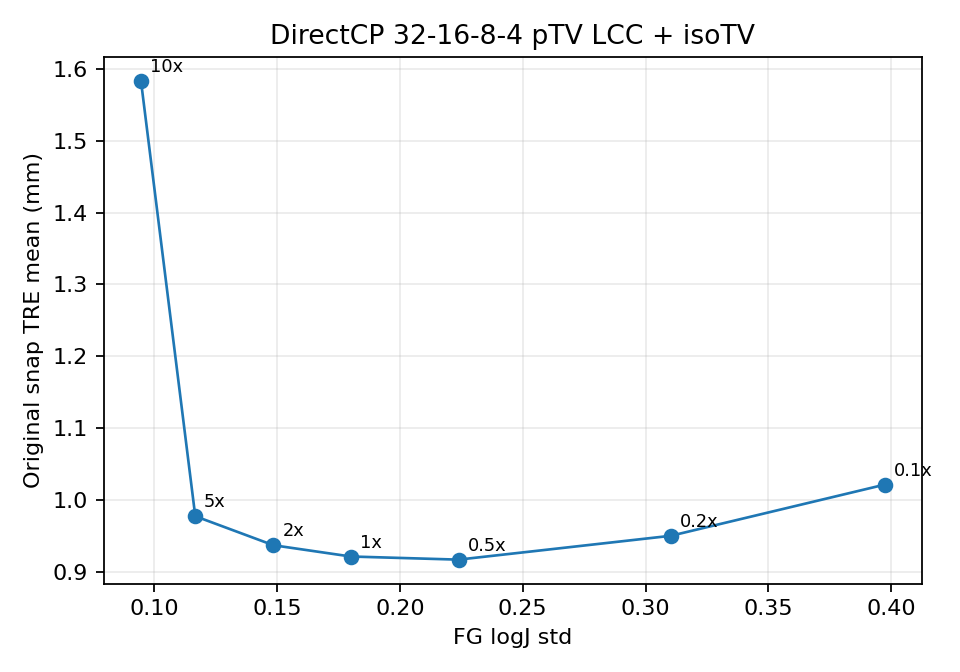 DirectCP 32-16-8-4 pTV LCC + isoTV
Original snap TRE mean (mm)
1.6
1.5
1.4
1.3
1.2
1.1
1.0
0.9
10x
5x
2x
1x
0.5x
0.2x
0.1x
0.10
0.15
0.20
0.25
0.30
0.35
0.40
FG logJ std